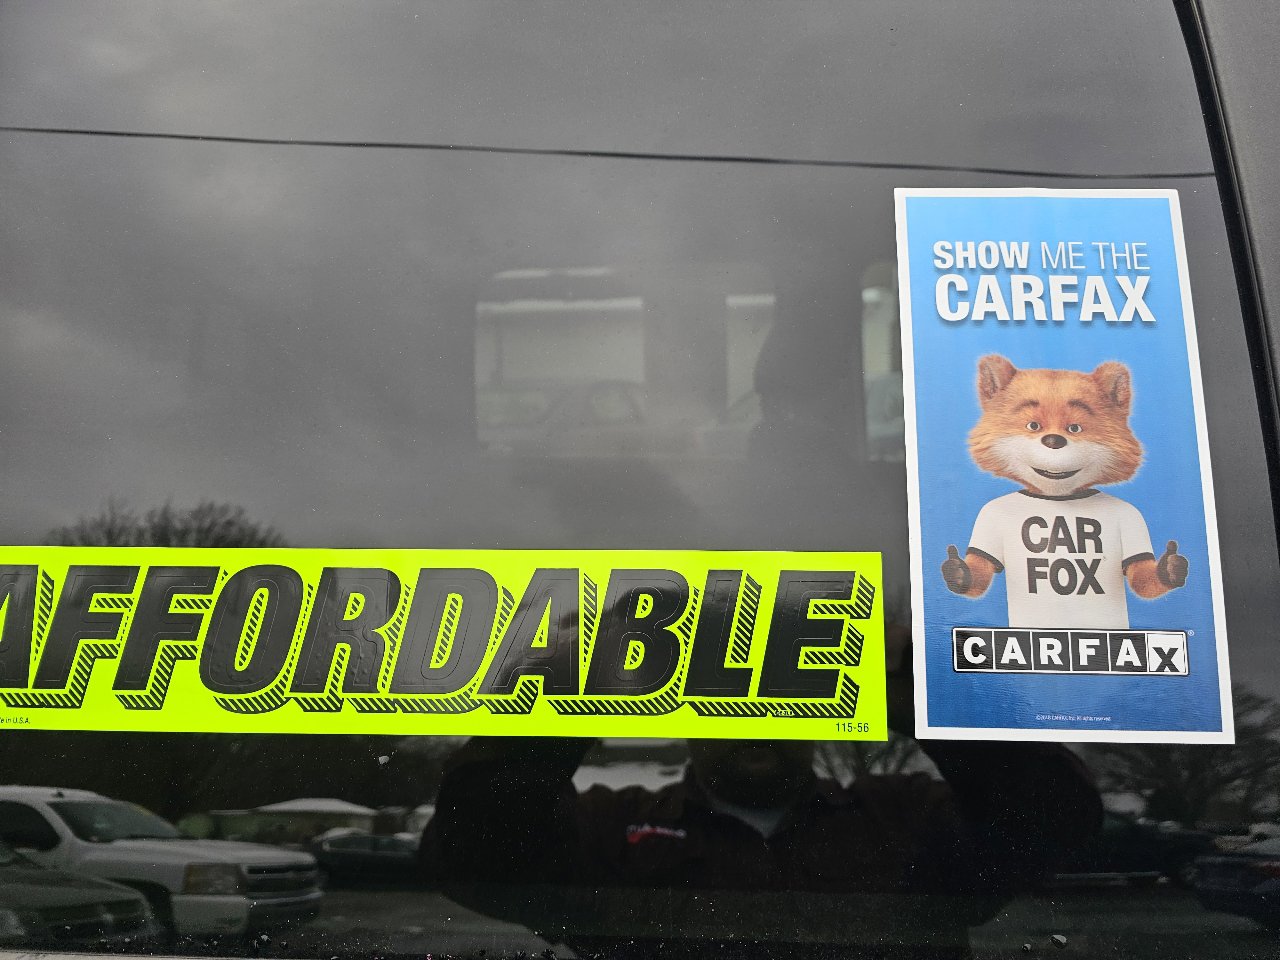 AFFORDABLE
115-56
SHOW ME THE
CARFAX
CAR
FOX
CARFAX